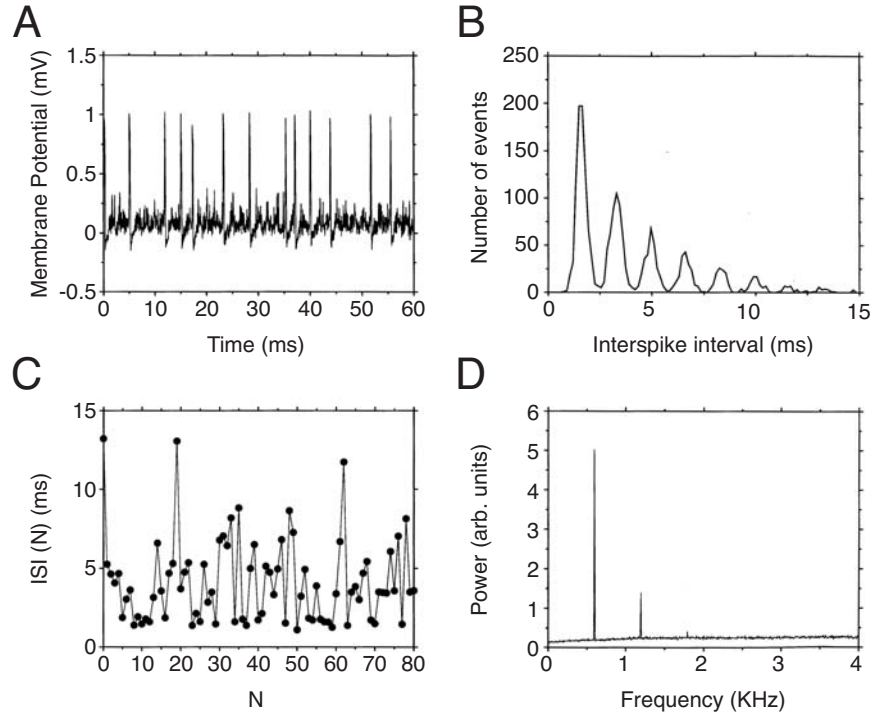 A
Membrane Potential (mV)
1.5
1
0.5
0
-0.5
0 10 20 30 40 50 60
Time (ms)
B
Number of events
250
200
150
100
50
0
0 5 10 15
Interspike interval (ms)
C
ISI (N) (ms)
15
10
5
0
0 10 20 30 40 50 60 70 80
N
D
Power (arb. units)
6
5
4
3
2
1
0
0 1 2 3 4
Frequency (KHz)